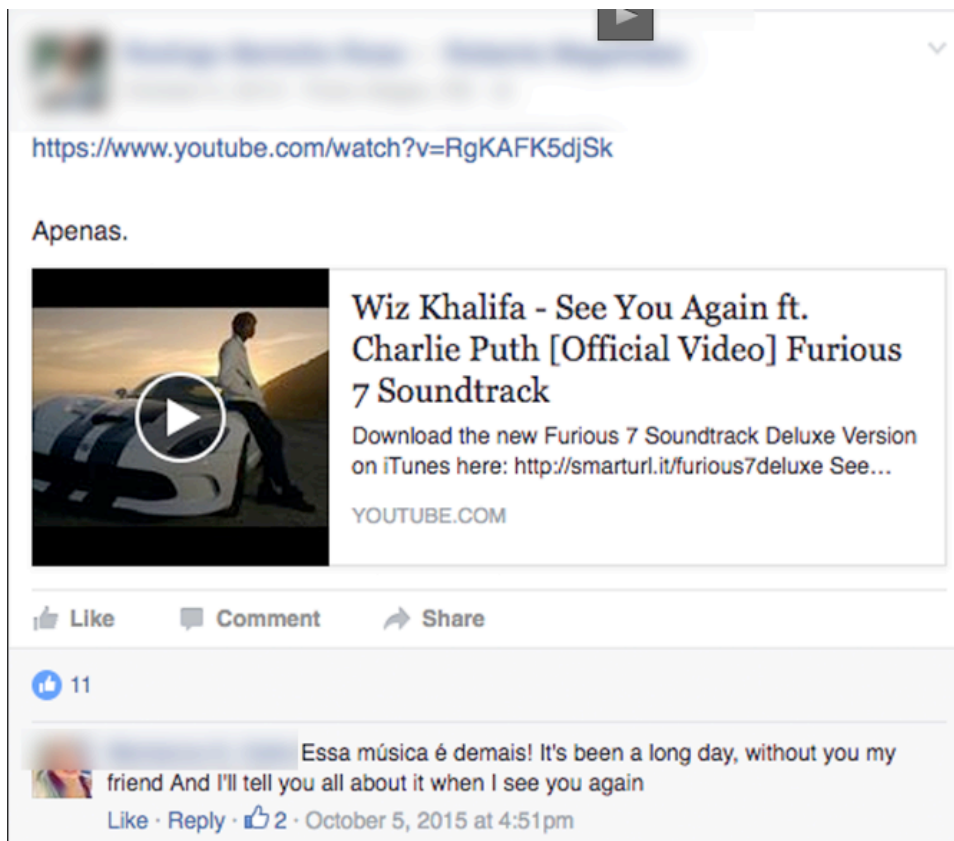 https://www.youtube.com/watch?v=RgKAFK5djSk
Apenas.
Wiz Khalifa - See You Again ft.
Charlie Puth [Official Video] Furious
7 Soundtrack
Download the new Furious 7 Soundtrack Deluxe Version
on iTunes here: http://smarturl.it/furious7deluxe See...
YOUTUBE.COM
Like Comment Share
11
Essa música é demais! It's been a long day, without you my
friend And I'll tell you all about it when I see you again
Like · Reply · 2 · October 5, 2015 at 4:51pm